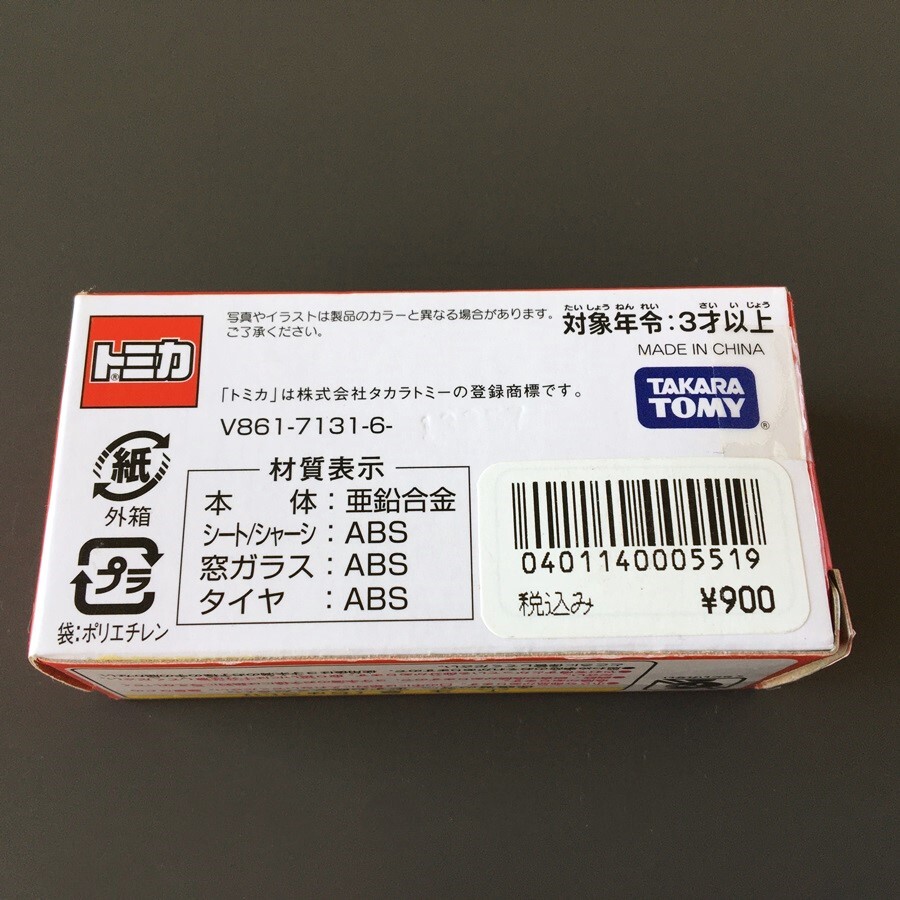 トミカ®
写真やイラストは製品のカラーと異なる場合があります。
ご了承ください。
たいしょうねんれい さいいじょう
対象年令：3才以上
MADE IN CHINA
TAKARA
TOMY®
「トミカ」は株式会社タカラトミーの登録商標です。
V861-7131-6-
紙
外箱
プラ
袋：ポリエチレン
材質表示
本体：亜鉛合金
シート/シャーシ：ABS
窓ガラス：ABS
タイヤ：ABS
0401140005519
税込み ¥900